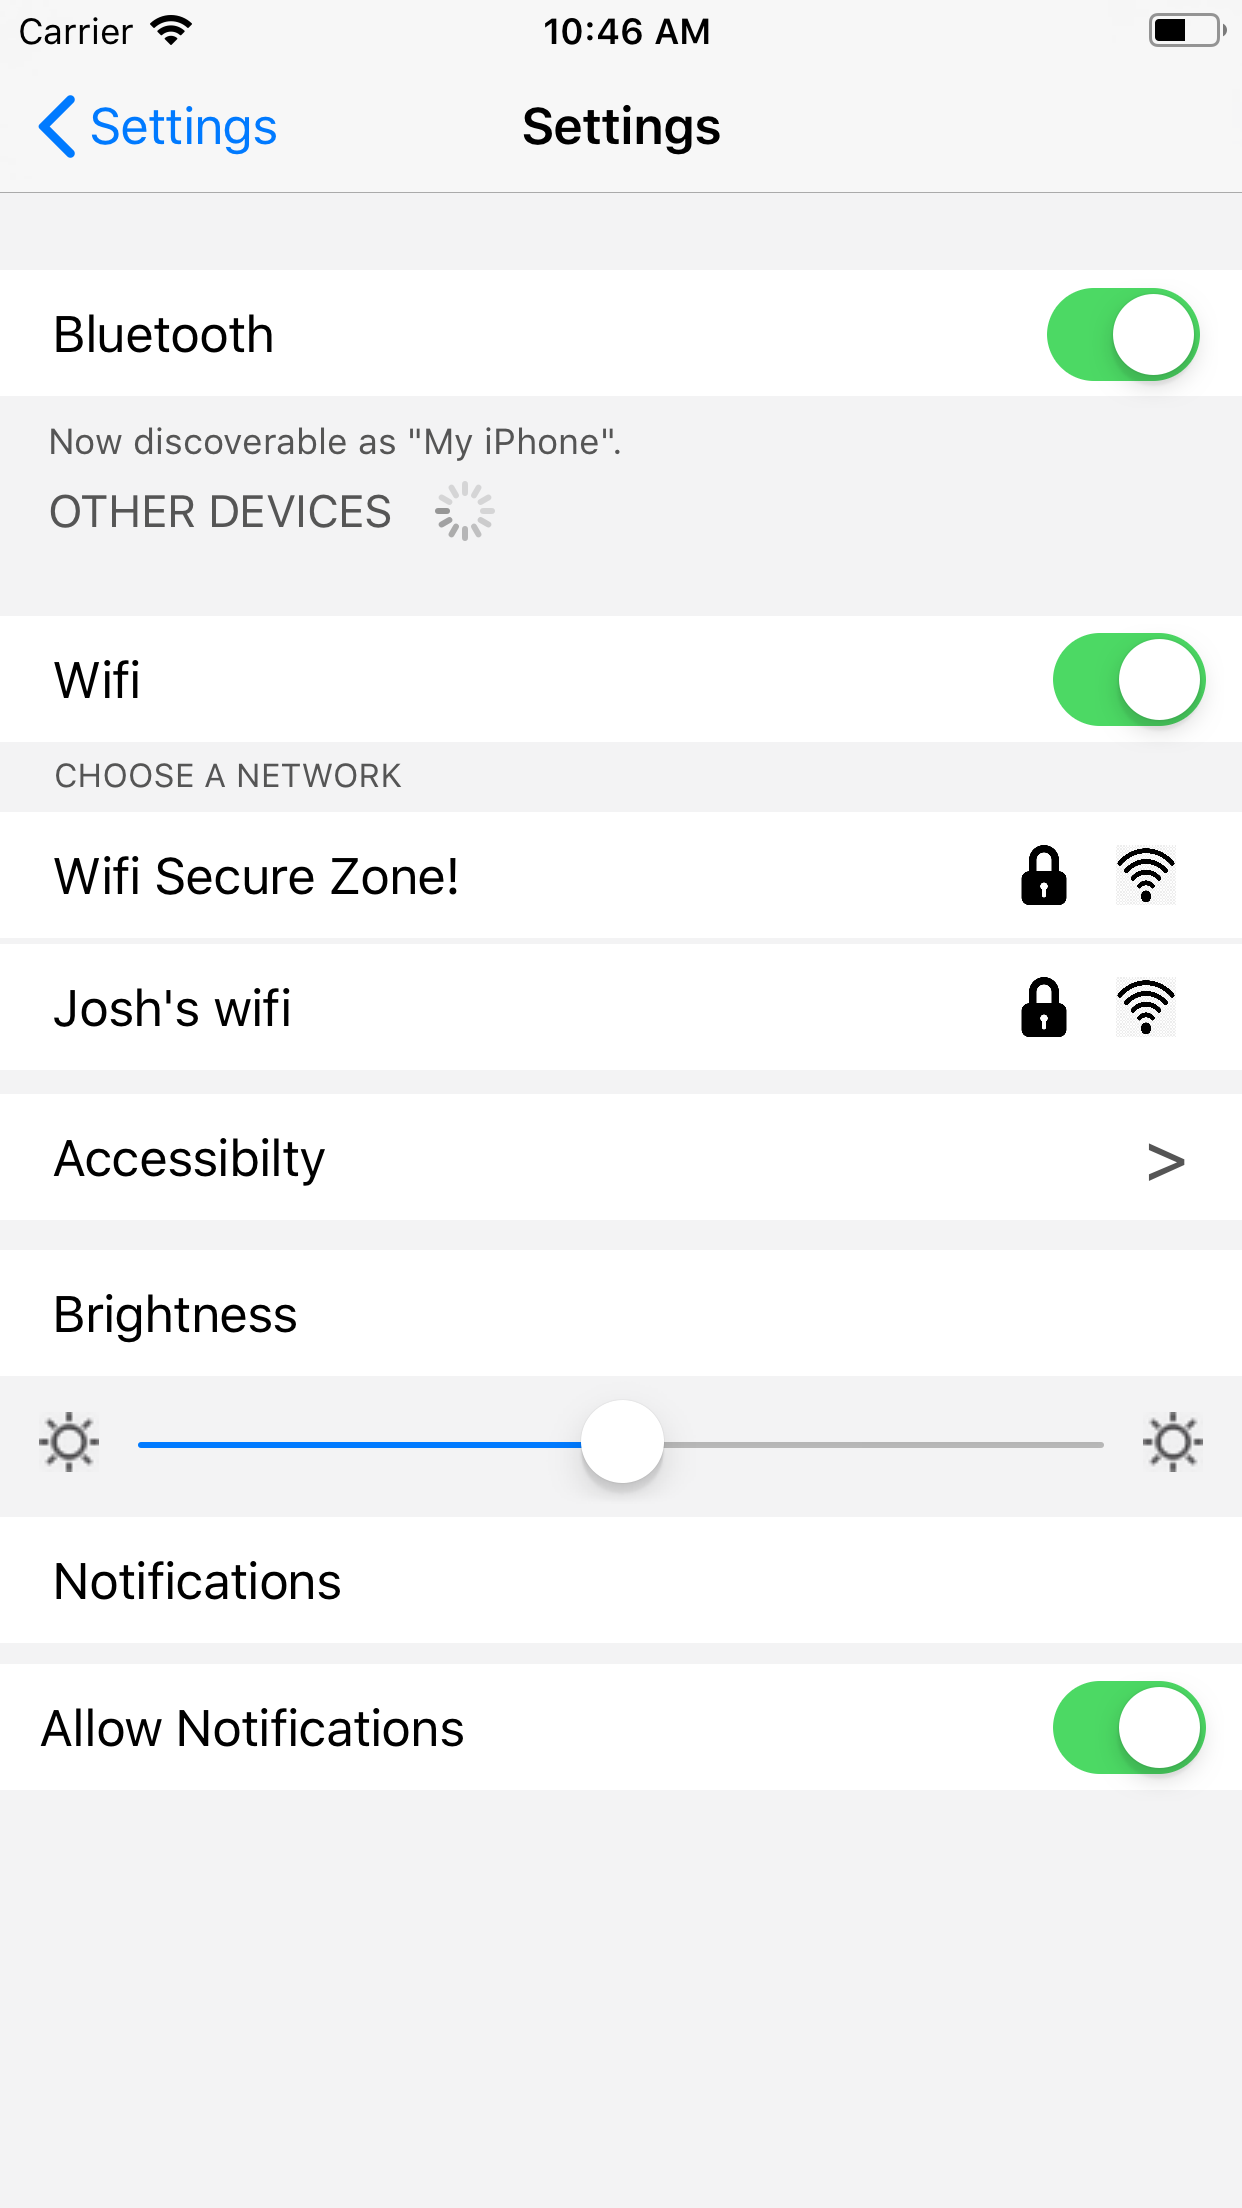 Carrier 10:46 AM
Settings Settings
Bluetooth
Now discoverable as "My iPhone".
OTHER DEVICES
Wifi
CHOOSE A NETWORK
Wifi Secure Zone!
Josh's wifi
Accessibilty >
Brightness
Notifications
Allow Notifications